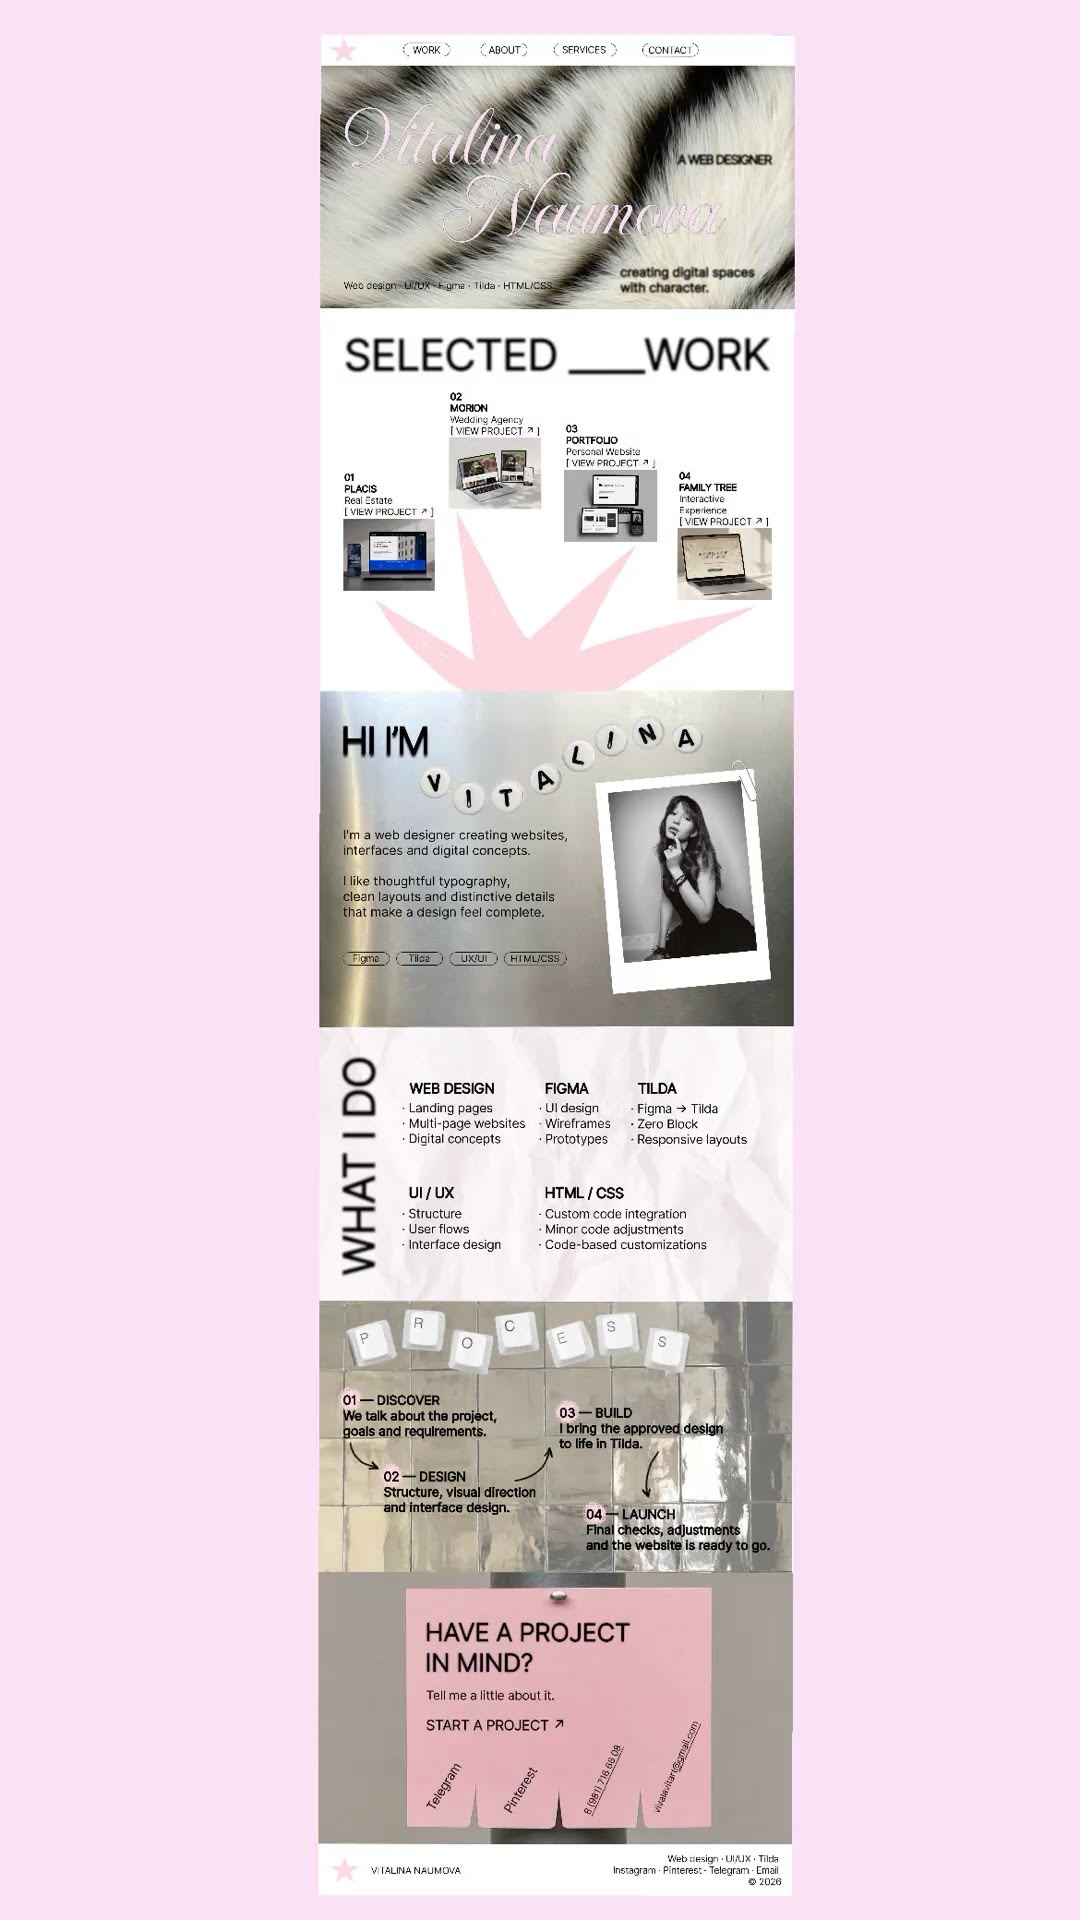 WORK
ABOUT
SERVICES
CONTACT
Vitalina
Naumova
A WEB DESIGNER
creating digital spaces
with character.
Web design · UI/UX · Figma · Tilda · HTML/CSS
SELECTED ____WORK
01
PLACIS
Real Estate
[ VIEW PROJECT ↗ ]
02
MORION
Wedding Agency
[ VIEW PROJECT ↗ ]
03
PORTFOLIO
Personal Website
[ VIEW PROJECT ↗ ]
04
FAMILY TREE
Interactive
Experience
[ VIEW PROJECT ↗ ]
HI I'M
VITALINA
I'm a web designer creating websites,
interfaces and digital concepts.
I like thoughtful typography,
clean layouts and distinctive details
that make a design feel complete.
Figma
Tilda
UX/UI
HTML/CSS
WHAT I DO
WEB DESIGN
· Landing pages
· Multi-page websites
· Digital concepts
FIGMA
· UI design
· Wireframes
· Prototypes
TILDA
· Figma → Tilda
· Zero Block
· Responsive layouts
UI / UX
· Structure
· User flows
· Interface design
HTML / CSS
· Custom code integration
· Minor code adjustments
· Code-based customizations
PROCESS
01 — DISCOVER
We talk about the project,
goals and requirements.
02 — DESIGN
Structure, visual direction
and interface design.
03 — BUILD
I bring the approved design
to life in Tilda.
04 — LAUNCH
Final checks, adjustments
and the website is ready to go.
HAVE A PROJECT
IN MIND?
Tell me a little about it.
START A PROJECT ↗
Telegram
Pinterest
8 (981) 716 66 08
vivalavitart@gmail.com
VITALINA NAUMOVA
Web design · UI/UX · Tilda
Instagram · Pinterest · Telegram · Email
© 2026